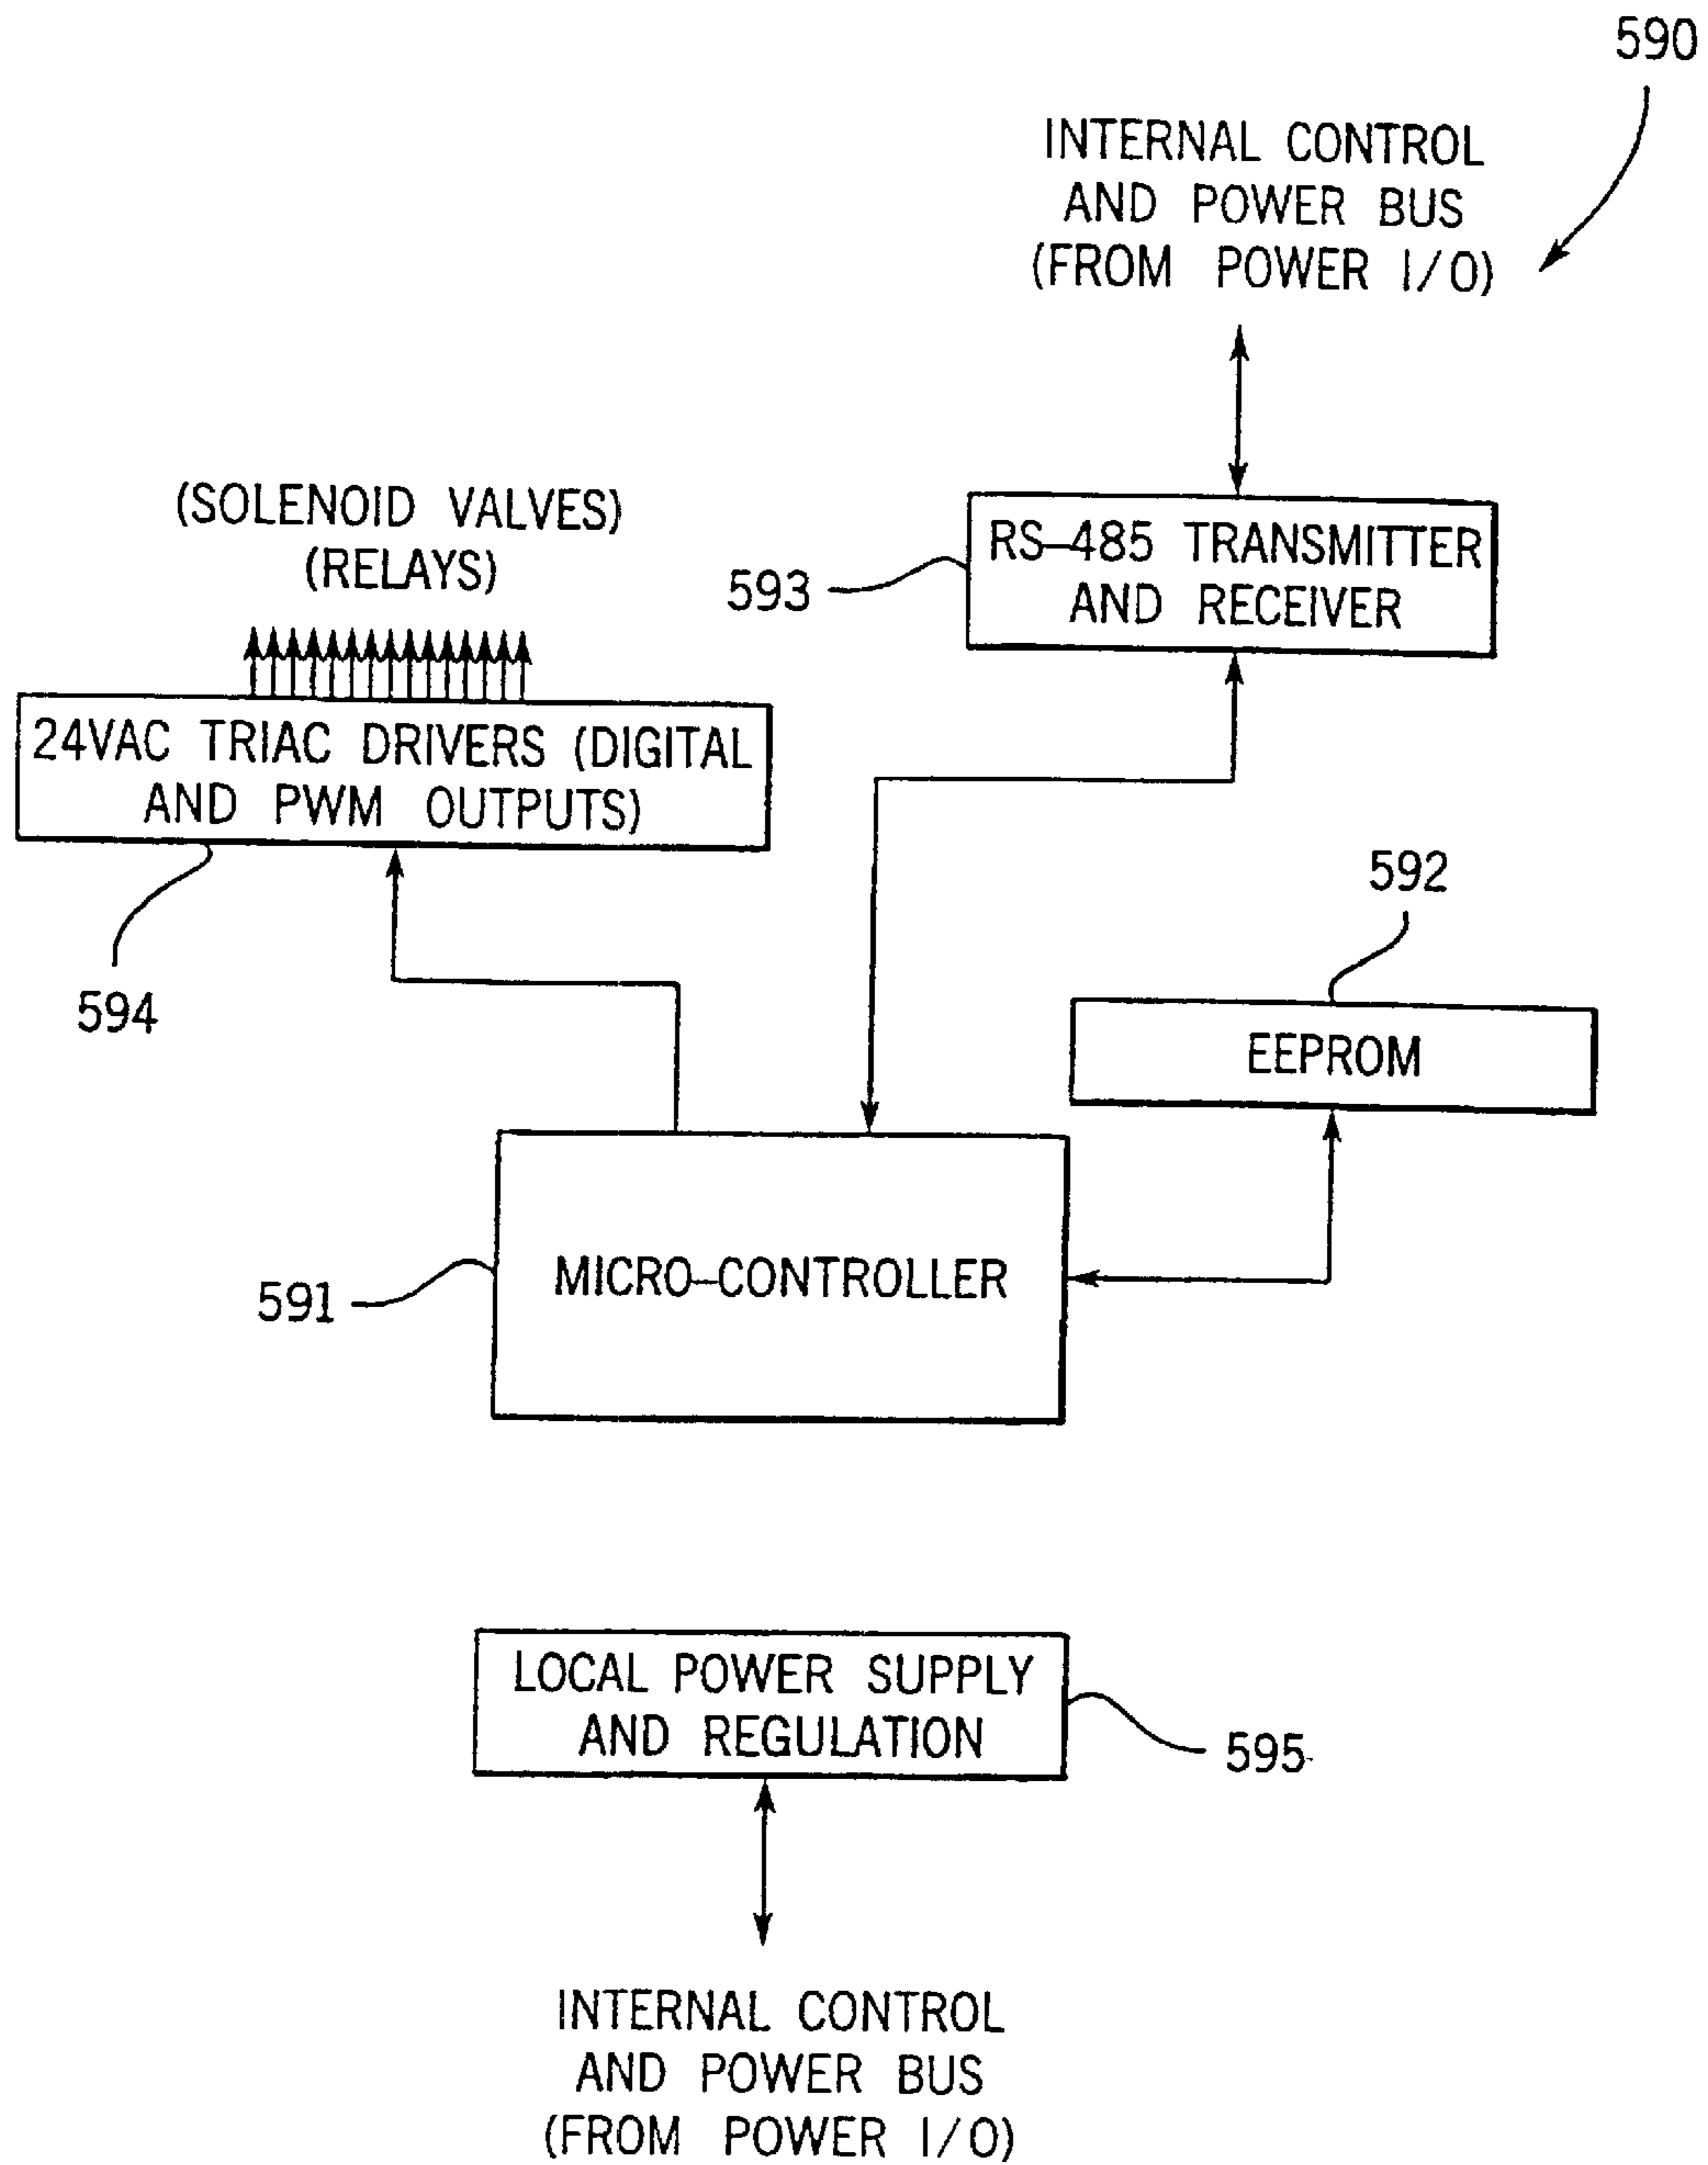 590
INTERNAL CONTROL
AND POWER BUS
(FROM POWER I/O)
(SOLENOID VALVES)
(RELAYS)
RS-485 TRANSMITTER
AND RECEIVER
593
24VAC TRIAC DRIVERS (DIGITAL
AND PWM OUTPUTS)
594
592
EEPROM
MICRO-CONTROLLER
591
LOCAL POWER SUPPLY
AND REGULATION
595
INTERNAL CONTROL
AND POWER BUS
(FROM POWER I/O)